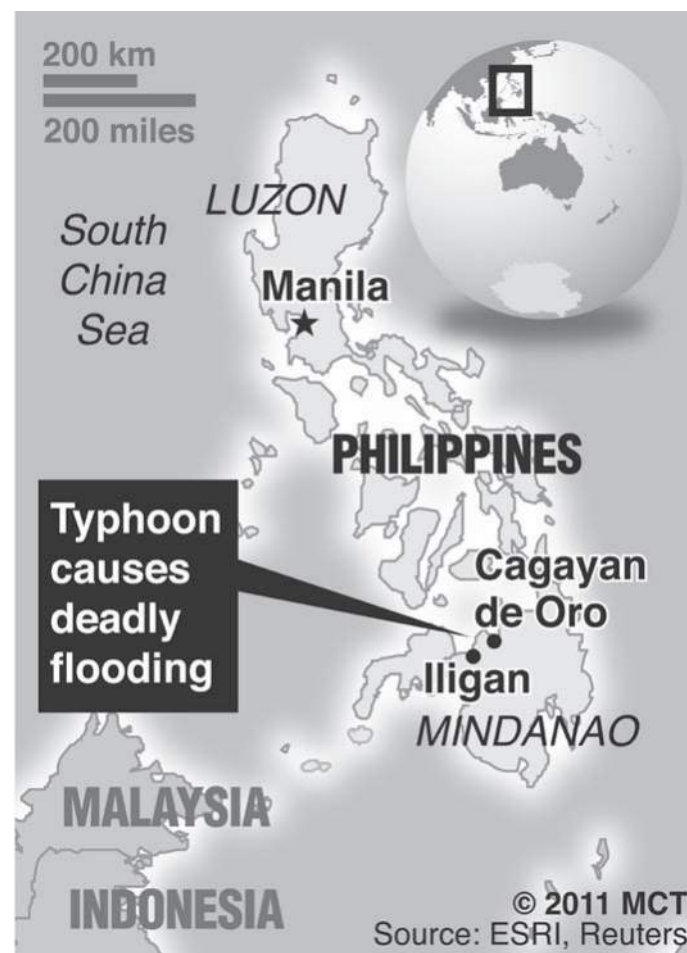 200 km
200 miles
LUZON
South
China
Sea
Manila
PHILIPPINES
Typhoon
causes
deadly
flooding
Cagayan
de Oro
Iligan
MINDANAO
MALAYSIA
INDONESIA
© 2011 MCT
Source: ESRI, Reuters